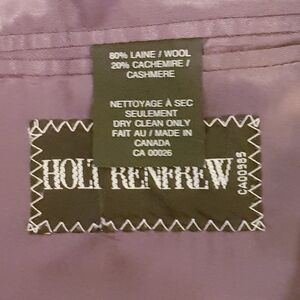 80% LAINE / WOOL
20% CACHEMIRE /
CASHMERE
NETTOYAGE À SEC
SEULEMENT
DRY CLEAN ONLY
FAIT AU / MADE IN
CANADA
CA 00026
HOLT RENFREW
CA00985